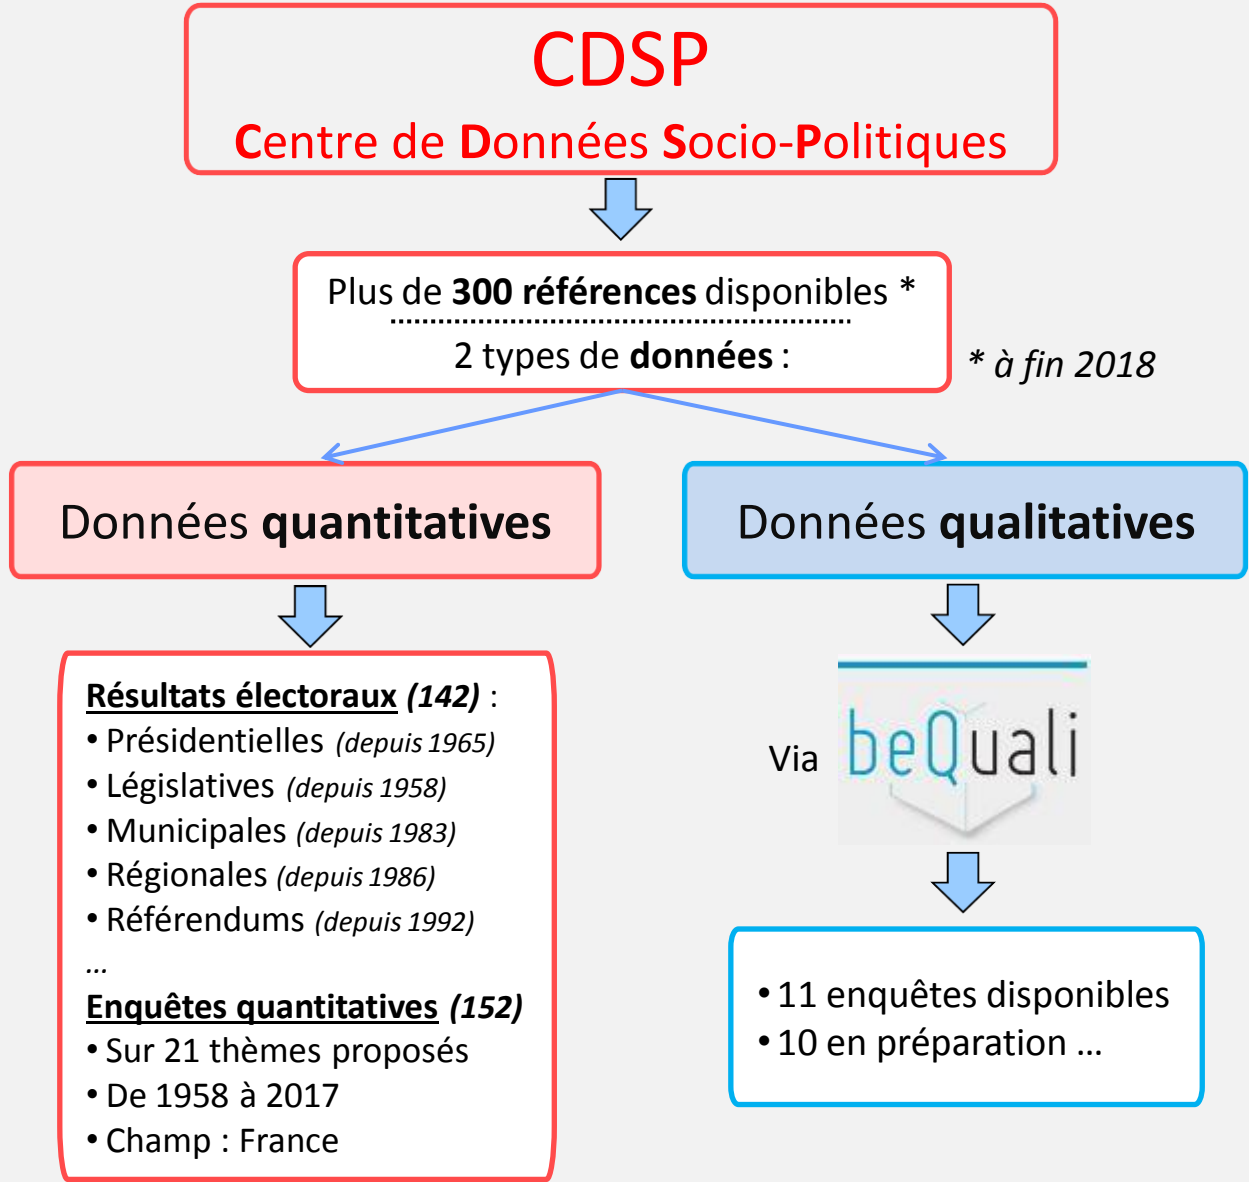 CDSP
Centre de Données Socio-Politiques
Plus de 300 références disponibles *
2 types de données :
* à fin 2018
Données quantitatives
Données qualitatives
Résultats électoraux (142) :
• Présidentielles (depuis 1965)
• Législatives (depuis 1958)
• Municipales (depuis 1983)
• Régionales (depuis 1986)
• Référendums (depuis 1992)
...
Enquêtes quantitatives (152)
• Sur 21 thèmes proposés
• De 1958 à 2017
• Champ : France
Via beQuali
• 11 enquêtes disponibles
• 10 en préparation ...